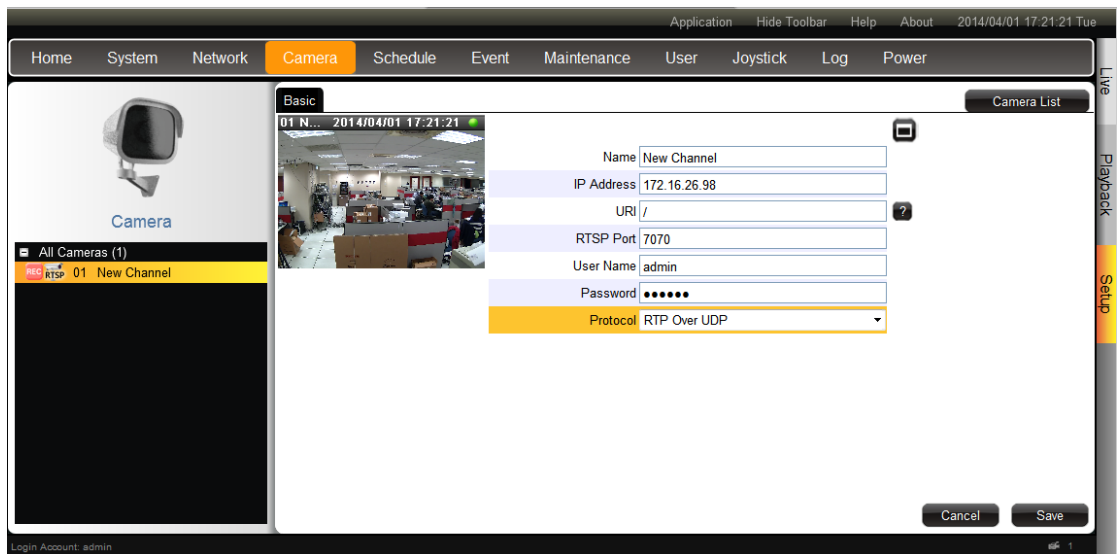 Application Hide Toolbar Help About 2014/04/01 17:21:21 Tue
Home System Network Camera Schedule Event Maintenance User Joystick Log Power
Live
Playback
Setup
Camera
All Cameras (1)
REC RTSP 01 New Channel
Basic
Camera List
01 N... 2014/04/01 17:21:21
Name New Channel
IP Address 172.16.26.98
URI / ?
RTSP Port 7070
User Name admin
Password ●●●●●●
Protocol RTP Over UDP
Cancel Save
Login Account: admin 1